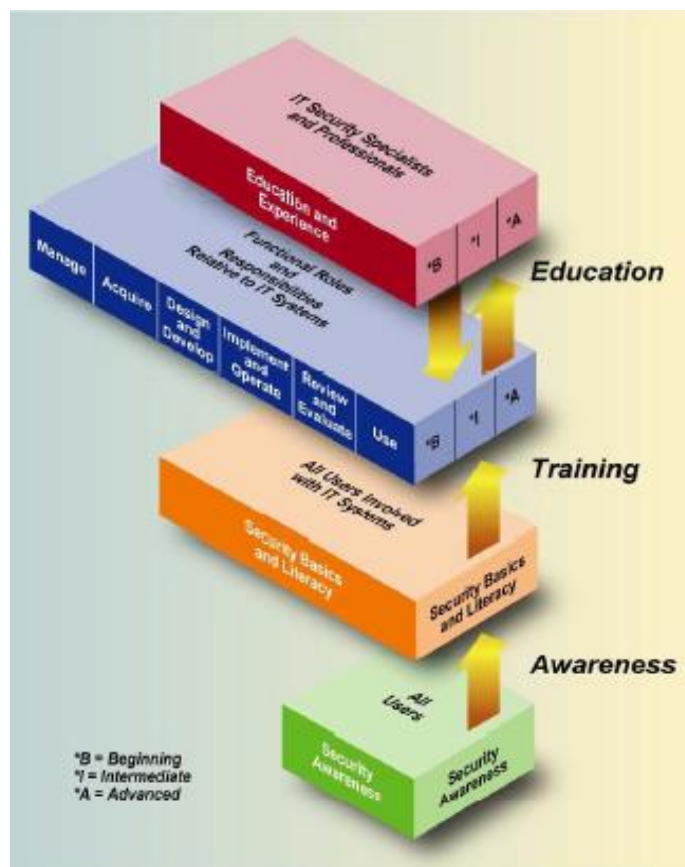 IT Security Specialists
and Professionals
Education and
Experience
*B
*I
*A
Education
Functional Roles
and
Responsibilities
Relative to IT Systems
Manage
Acquire
Design
and
Develop
Implement
and
Operate
Review
and
Evaluate
Use
*B
*I
*A
Training
All Users Involved
with IT Systems
Security Basics
and Literacy
Security Basics
and Literacy
Awareness
All
Users
Security
Awareness
Security
Awareness
*B = Beginning
*I = Intermediate
*A = Advanced